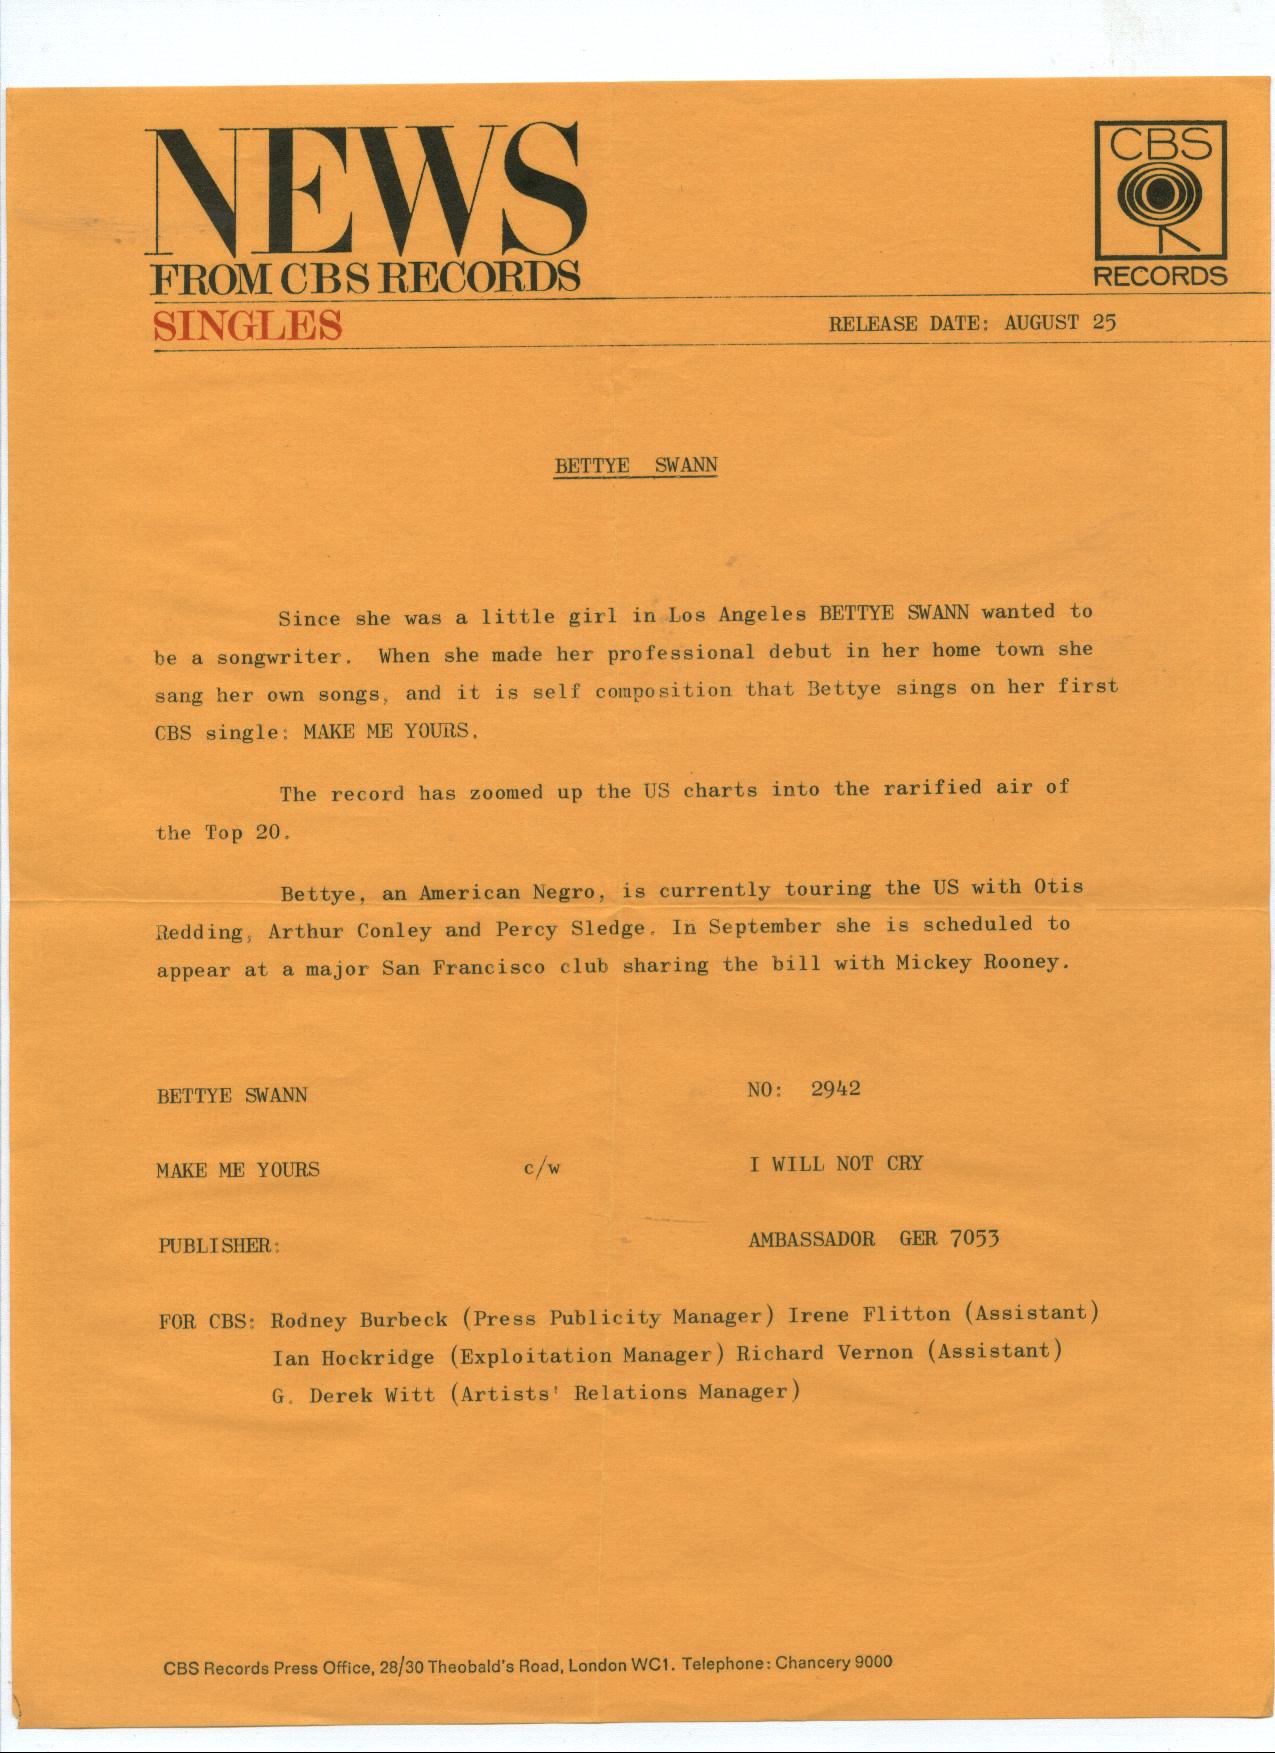 NEWS
FROM CBS RECORDS
SINGLES
CBS
RECORDS
RELEASE DATE: AUGUST 25
BETTYE SWANN
Since she was a little girl in Los Angeles BETTYE SWANN wanted to
be a songwriter. When she made her professional debut in her home town she
sang her own songs, and it is self composition that Bettye sings on her first
CBS single: MAKE ME YOURS.
The record has zoomed up the US charts into the rarified air of
the Top 20.
Bettye, an American Negro, is currently touring the US with Otis
Redding, Arthur Conley and Percy Sledge. In September she is scheduled to
appear at a major San Francisco club sharing the bill with Mickey Rooney.
BETTYE SWANN NO: 2942
MAKE ME YOURS c/w I WILL NOT CRY
PUBLISHER: AMBASSADOR GER 7053
FOR CBS: Rodney Burbeck (Press Publicity Manager) Irene Flitton (Assistant)
Ian Hockridge (Exploitation Manager) Richard Vernon (Assistant)
G. Derek Witt (Artists' Relations Manager)
CBS Records Press Office, 28/30 Theobald's Road, London WC1. Telephone: Chancery 9000